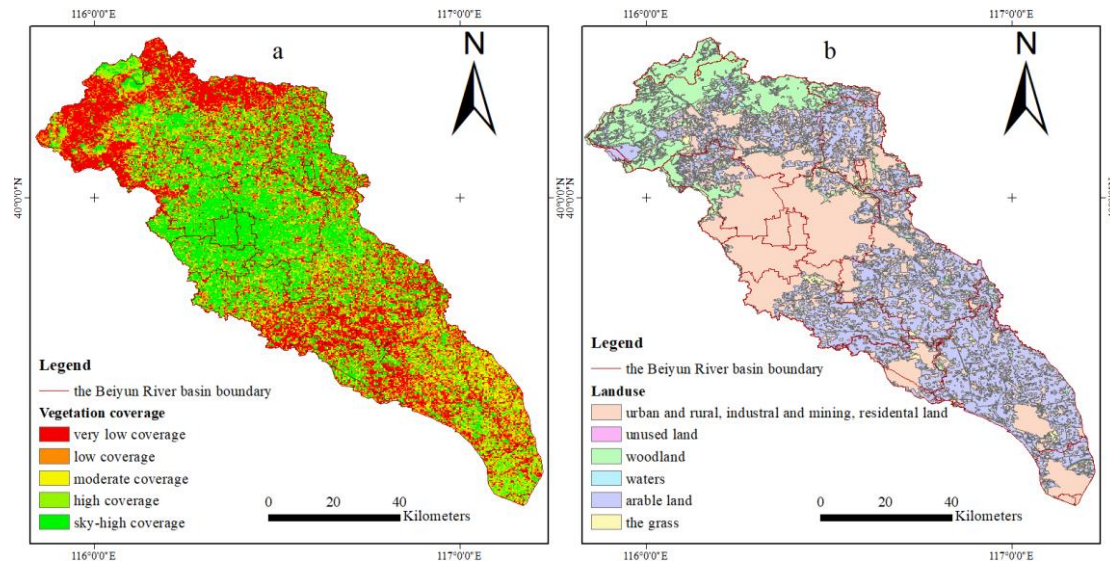 116°0'0"E
117°0'0"E
a
N
40°0'0"N
Legend
the Beiyun River basin boundary
Vegetation coverage
very low coverage
low coverage
moderate coverage
high coverage
sky-high coverage
0 20 40
Kilometers
116°0'0"E
117°0'0"E
116°0'0"E
117°0'0"E
b
N
40°0'0"N
Legend
the Beiyun River basin boundary
Landuse
urban and rural, industral and mining, residental land
unused land
woodland
waters
arable land
the grass
0 20 40
Kilometers
116°0'0"E
117°0'0"E